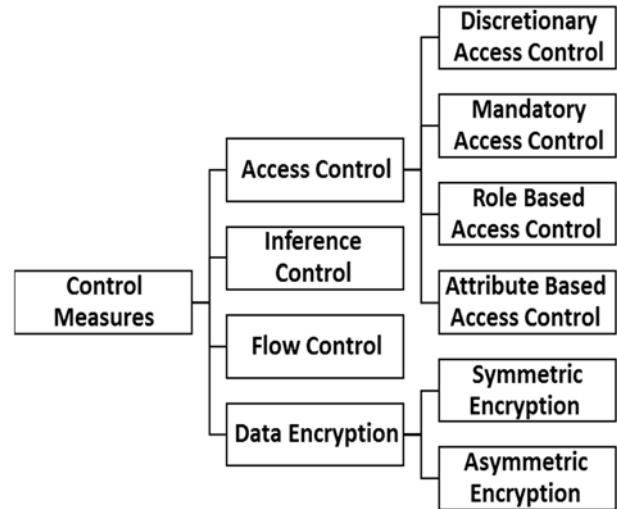 Control
Measures
Access Control
Inference
Control
Flow Control
Data Encryption
Discretionary
Access Control
Mandatory
Access Control
Role Based
Access Control
Attribute Based
Access Control
Symmetric
Encryption
Asymmetric
Encryption